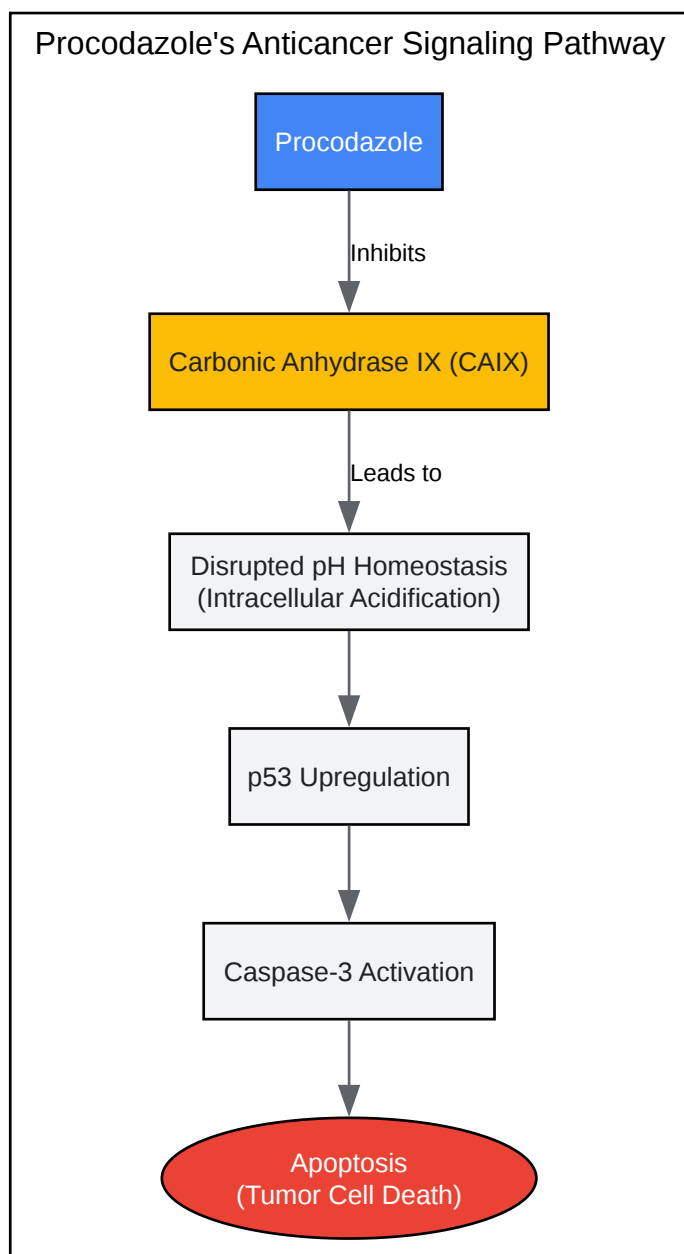 Procodazole's Anticancer Signaling Pathway
Procodazole
Inhibits
Carbonic Anhydrase IX (CAIX)
Leads to
Disrupted pH Homeostasis
(Intracellular Acidification)
p53 Upregulation
Caspase-3 Activation
Apoptosis
(Tumor Cell Death)